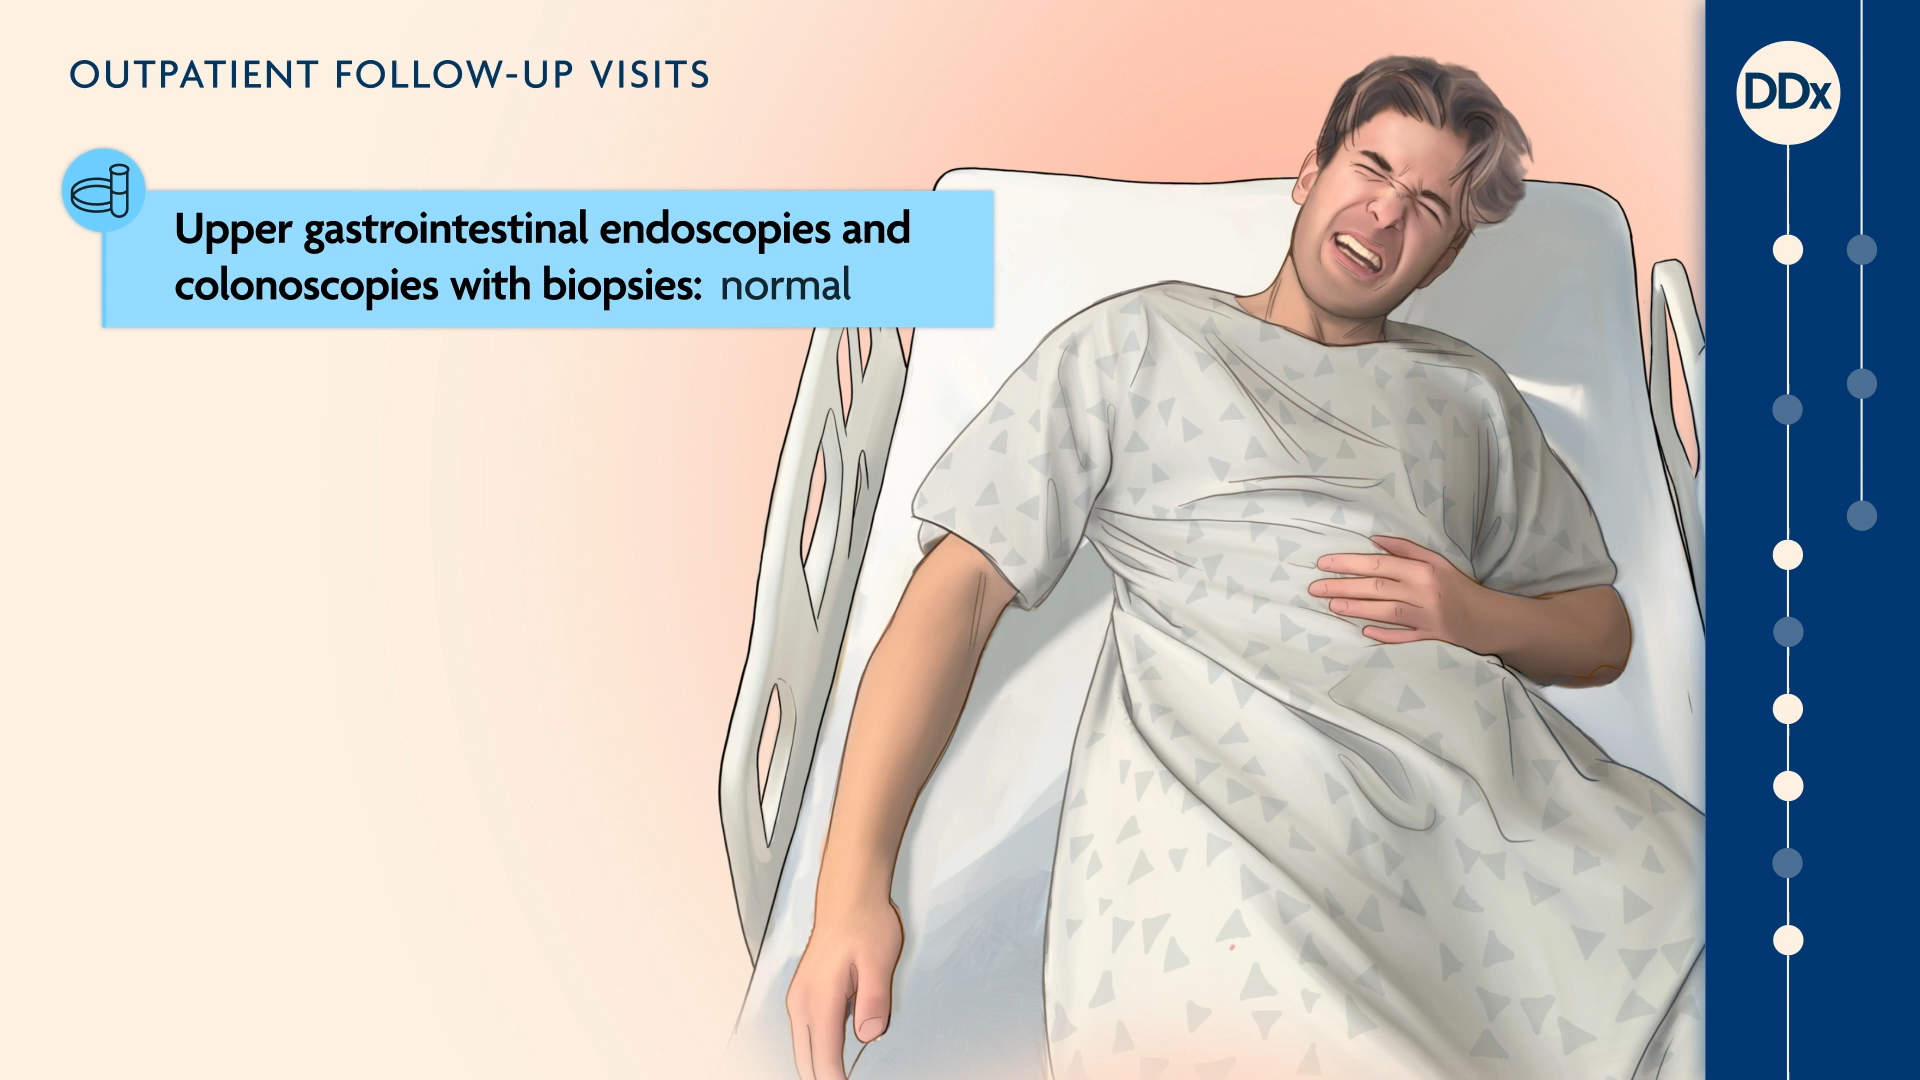 OUTPATIENT FOLLOW-UP VISITS
Upper gastrointestinal endoscopies and
colonoscopies with biopsies: normal
DDx